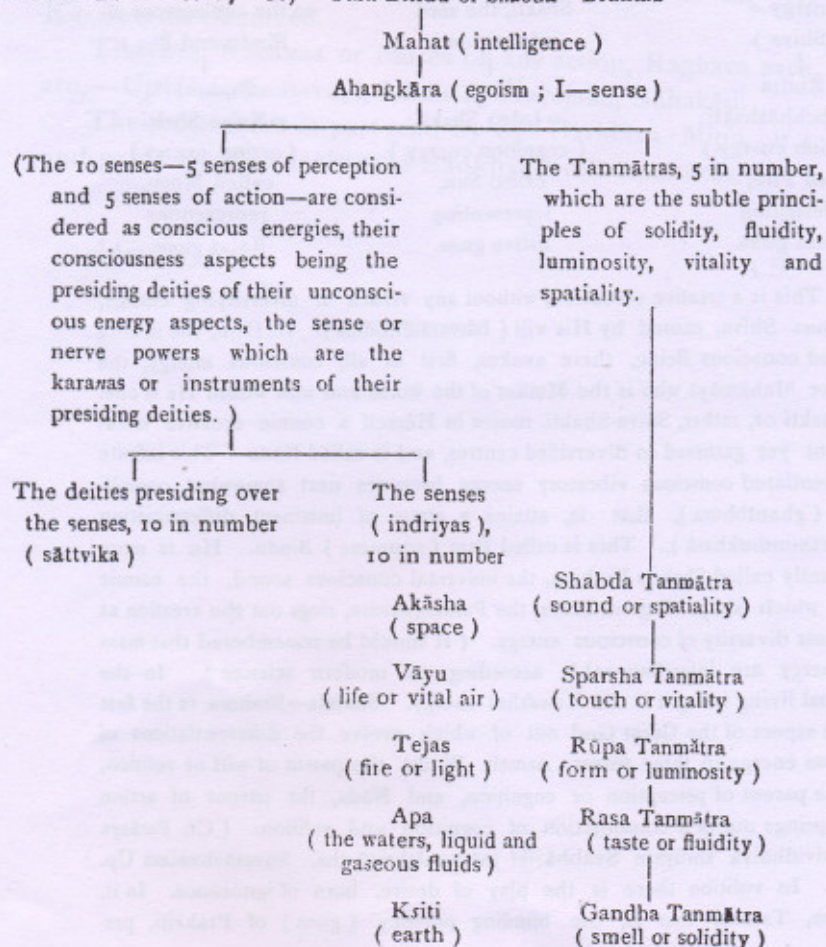 Mahat ( intelligence )
Ahangkāra ( egoism ; I—sense )
(The 10 senses—5 senses of perception
and 5 senses of action—are consi-
dered as conscious energies, their
consciousness aspects being the
presiding deities of their unconsci-
ous energy aspects, the sense or
nerve powers which are the
karaṇas or instruments of their
presiding deities. )
The Tanmātras, 5 in number,
which are the subtle princi-
ples of solidity, fluidity,
luminosity, vitality and
spatiality.
The deities presiding over
the senses, 10 in number
( sāttvika )
The senses
( indriyas ),
10 in number
Akāsha
( space )
Shabda Tanmātra
( sound or spatiality )
Vāyu
( life or vital air )
Sparsha Tanmātra
( touch or vitality )
Tejas
( fire or light )
Rūpa Tanmātra
( form or luminosity )
Apa
( the waters, liquid and
gaseous fluids )
Rasa Tanmātra
( taste or fluidity )
Kṣiti
( earth )
Gandha Tanmātra
( smell or solidity )